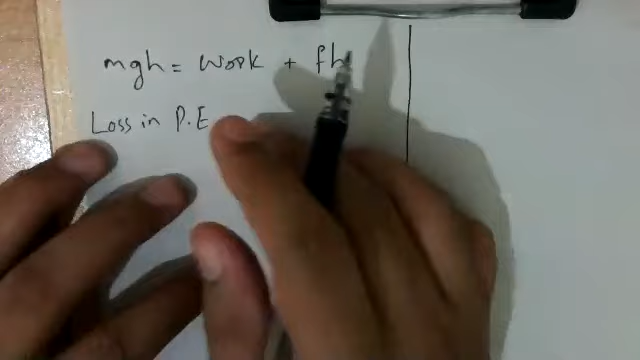 mgh = work + fh
Loss in P.E